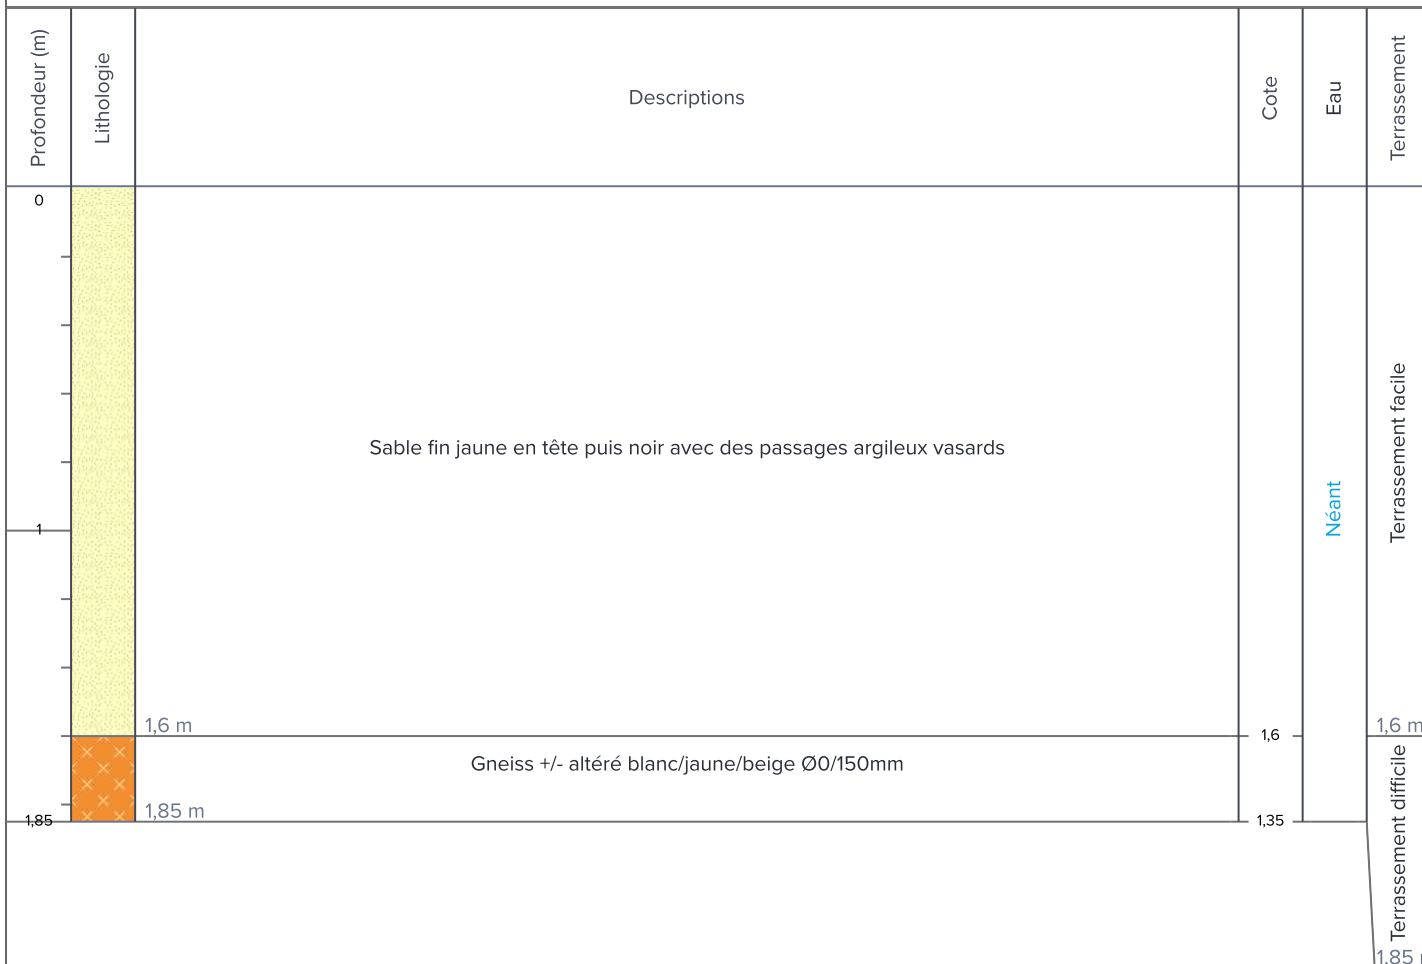 Profondeur (m)
Lithologie
Descriptions
Cote
Eau
Terrassement
0
Sable fin jaune en tête puis noir avec des passages argileux vasards
Terrassement facile
Néant
1
1,6 m
1,6
1,6 m
Gneiss +/- altéré blanc/jaune/beige Ø0/150mm
Terrassement difficile
1,85
1,85 m
1,35
1,85